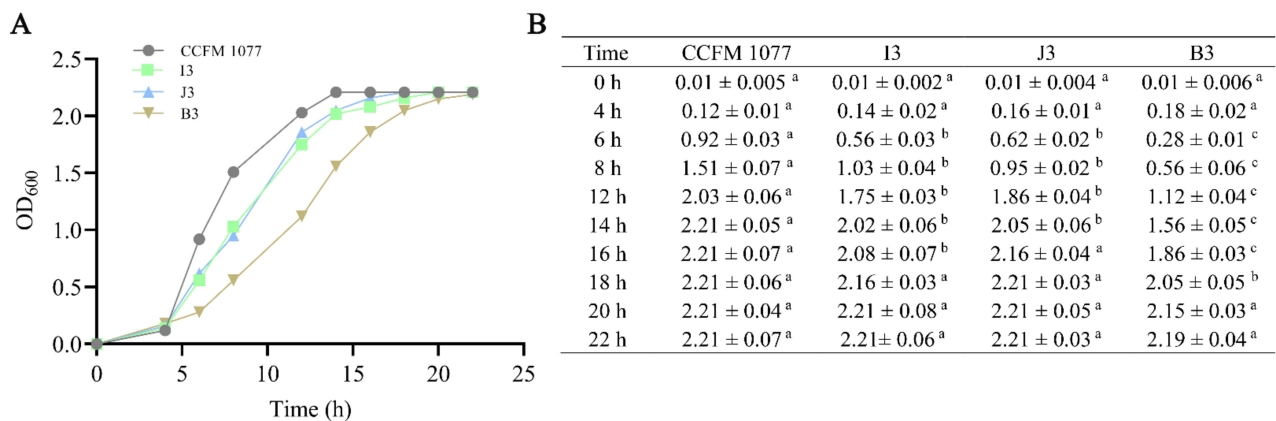 A
CCFM 1077
I3
J3
B3
2.5
2.0
1.5
1.0
0.5
0.0
OD600
0 5 10 15 20 25
Time (h)
B
Time CCFM 1077 I3 J3 B3
0 h 0.01 ± 0.005 a 0.01 ± 0.002 a 0.01 ± 0.004 a 0.01 ± 0.006 a
4 h 0.12 ± 0.01 a 0.14 ± 0.02 a 0.16 ± 0.01 a 0.18 ± 0.02 a
6 h 0.92 ± 0.03 a 0.56 ± 0.03 b 0.62 ± 0.02 b 0.28 ± 0.01 c
8 h 1.51 ± 0.07 a 1.03 ± 0.04 b 0.95 ± 0.02 b 0.56 ± 0.06 c
12 h 2.03 ± 0.06 a 1.75 ± 0.03 b 1.86 ± 0.04 b 1.12 ± 0.04 c
14 h 2.21 ± 0.05 a 2.02 ± 0.06 b 2.05 ± 0.06 b 1.56 ± 0.05 c
16 h 2.21 ± 0.07 a 2.08 ± 0.07 b 2.16 ± 0.04 a 1.86 ± 0.03 c
18 h 2.21 ± 0.06 a 2.16 ± 0.03 a 2.21 ± 0.03 a 2.05 ± 0.05 b
20 h 2.21 ± 0.04 a 2.21 ± 0.08 a 2.21 ± 0.05 a 2.15 ± 0.03 a
22 h 2.21 ± 0.07 a 2.21± 0.06 a 2.21 ± 0.03 a 2.19 ± 0.04 a